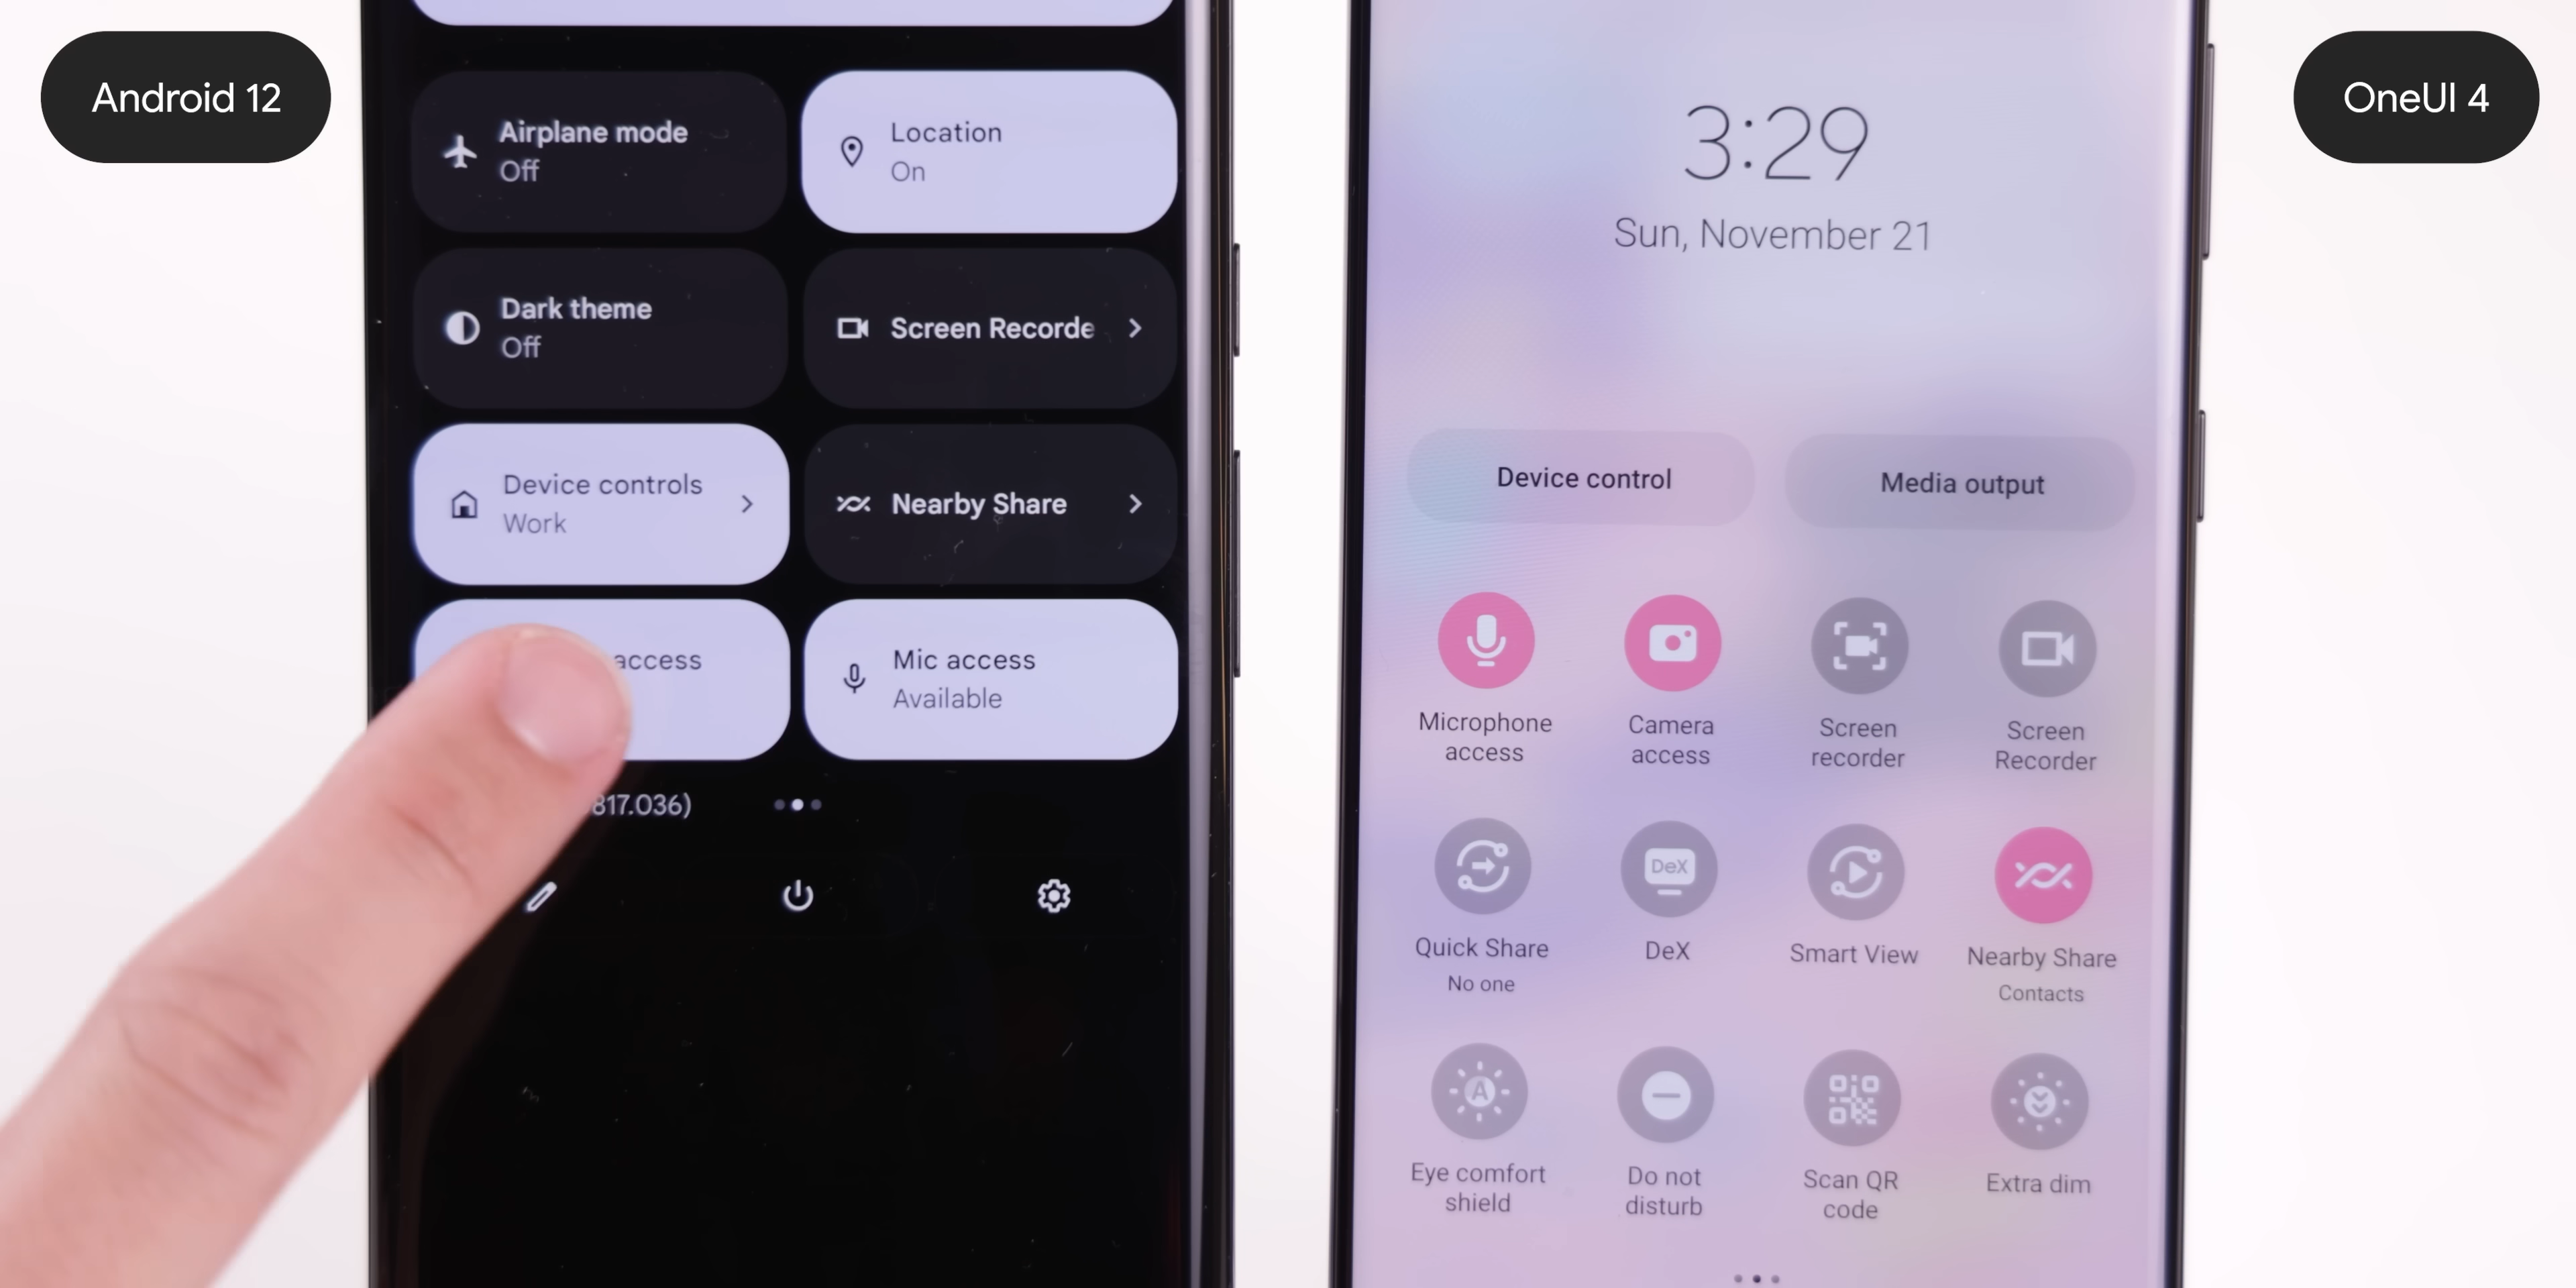 Android 12
OneUI 4
Airplane mode
Off
Location
On
Dark theme
Off
Screen Recorde
Device controls
Work
Nearby Share
access
Mic access
Available
817.036)
3:29
Sun, November 21
Device control
Media output
Microphone
access
Camera
access
Screen
recorder
Screen
Recorder
Quick Share
No one
DeX
DeX
Smart View
Nearby Share
Contacts
A
Eye comfort
shield
Do not
disturb
Scan QR
code
Extra dim